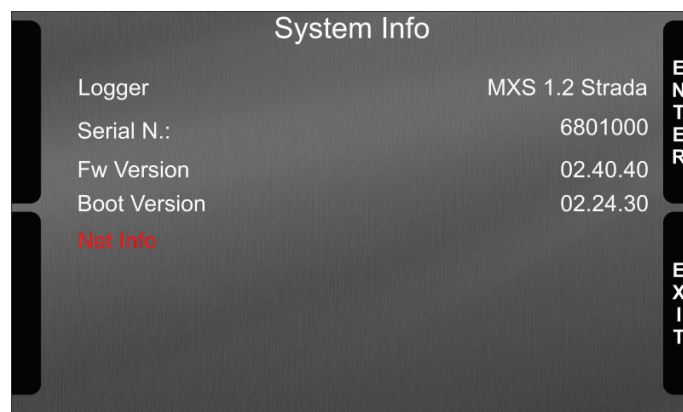 System Info
Logger MXS 1.2 Strada
Serial N.: 6801000
Fw Version 02.40.40
Boot Version 02.24.30
Net Info
ENTER
EXIT